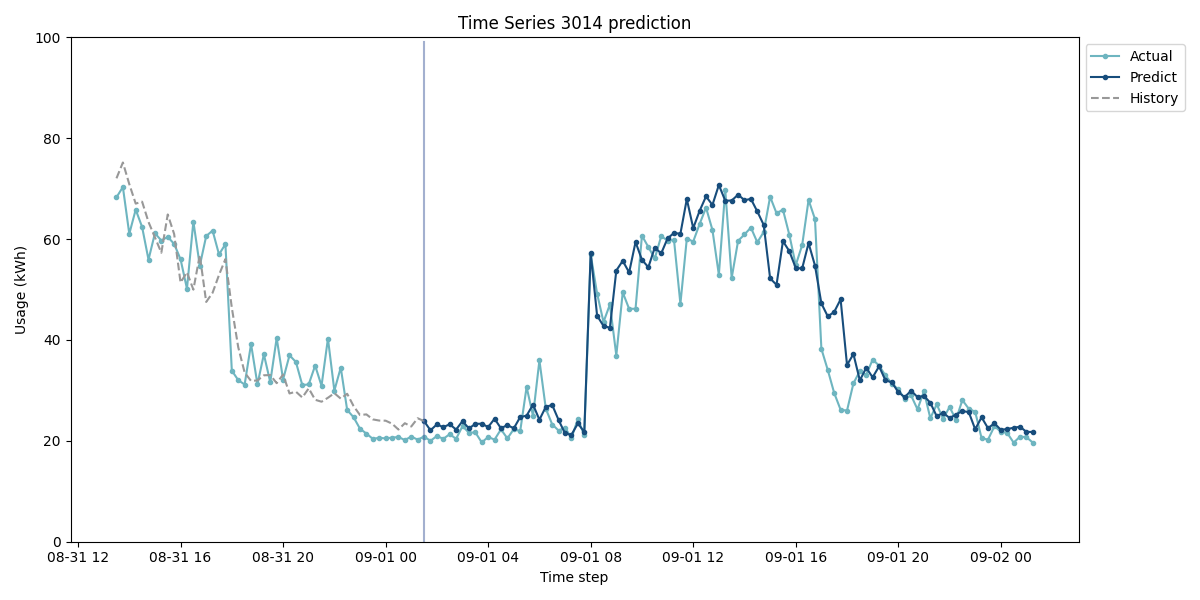 Time Series 3014 prediction
100
80
60
40
20
0
Usage (kWh)
08-31 12
08-31 16
08-31 20
09-01 00
09-01 04
09-01 08
09-01 12
09-01 16
09-01 20
09-02 00
Time step
Actual
Predict
History